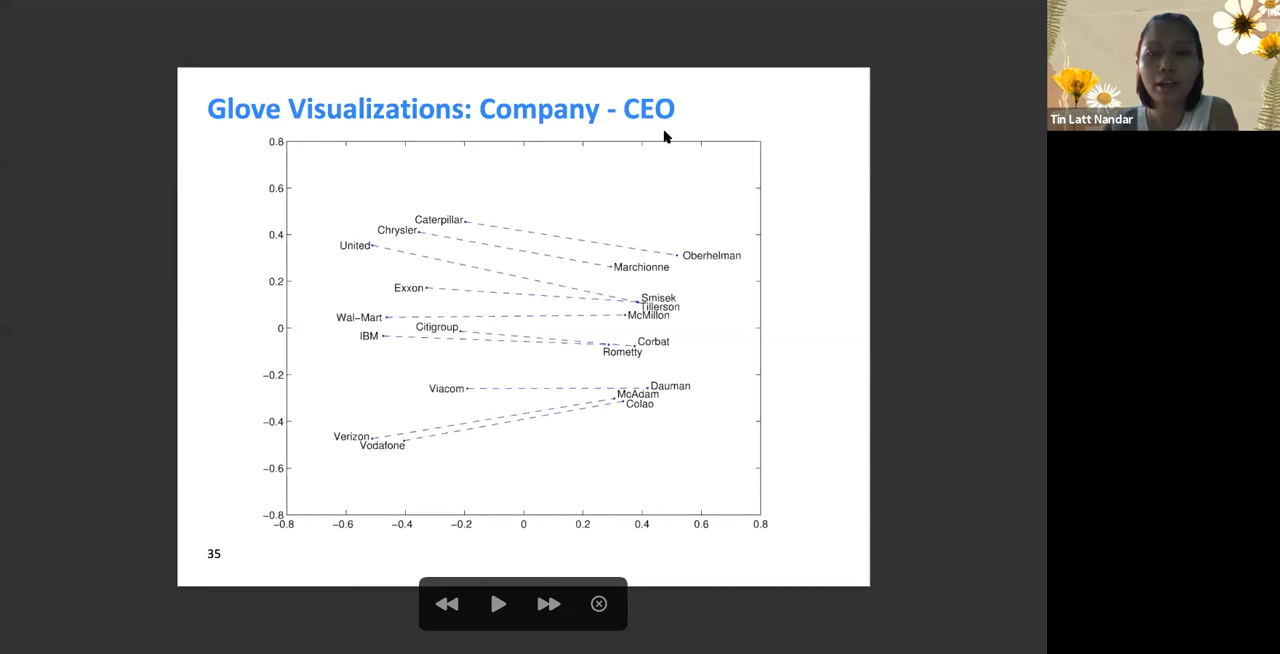 Glove Visualizations: Company - CEO
0.8
0.6
0.4
0.2
0
−0.2
−0.4
−0.6
−0.8
−0.8
−0.6
−0.4
−0.2
0
0.2
0.4
0.6
0.8
Caterpillar
Chrysler
United
Oberhelman
Marchionne
Exxon
Smisek
Tillerson
Wal−Mart
McMillon
Citigroup
IBM
Corbat
Rometty
Viacom
Dauman
McAdam
Colao
Verizon
Vodafone
35
Tin Latt Nandar